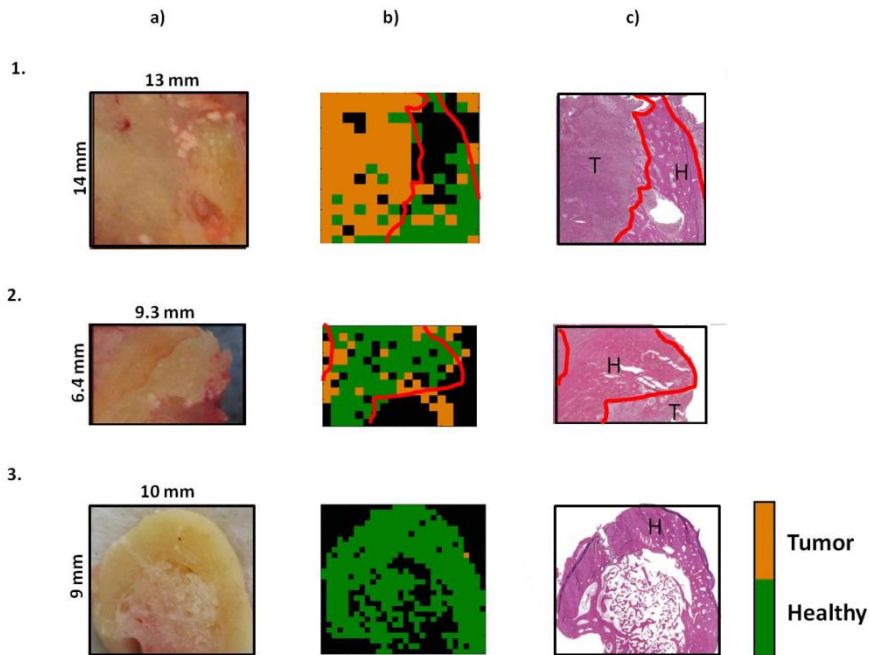 a)
b)
c)
1.
13 mm
14 mm
T
H
2.
9.3 mm
6.4 mm
H
T
3.
10 mm
9 mm
H
Tumor
Healthy